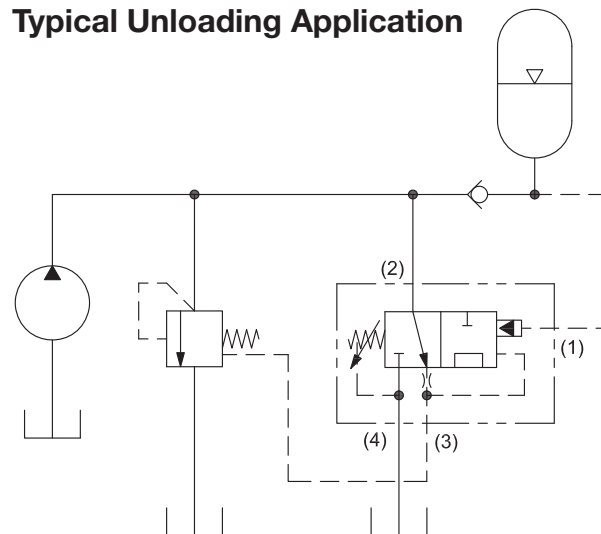 Typical Unloading Application
(2)
(1)
(4)
(3)